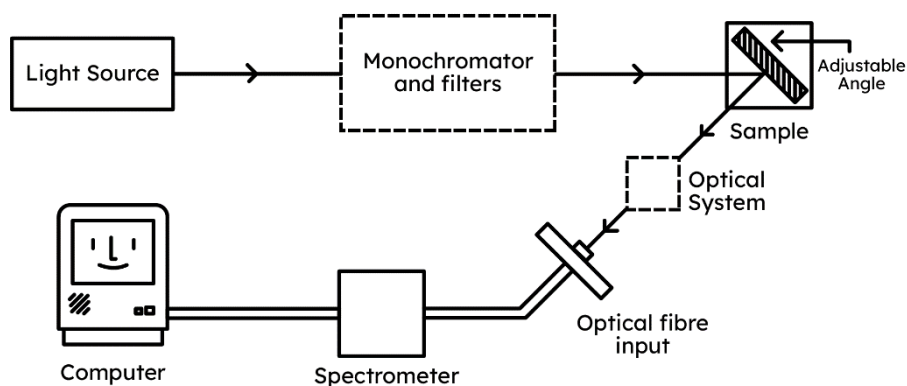 Light Source
Monochromator
and filters
Adjustable
Angle
Sample
Optical
System
Optical fibre
input
Spectrometer
Computer